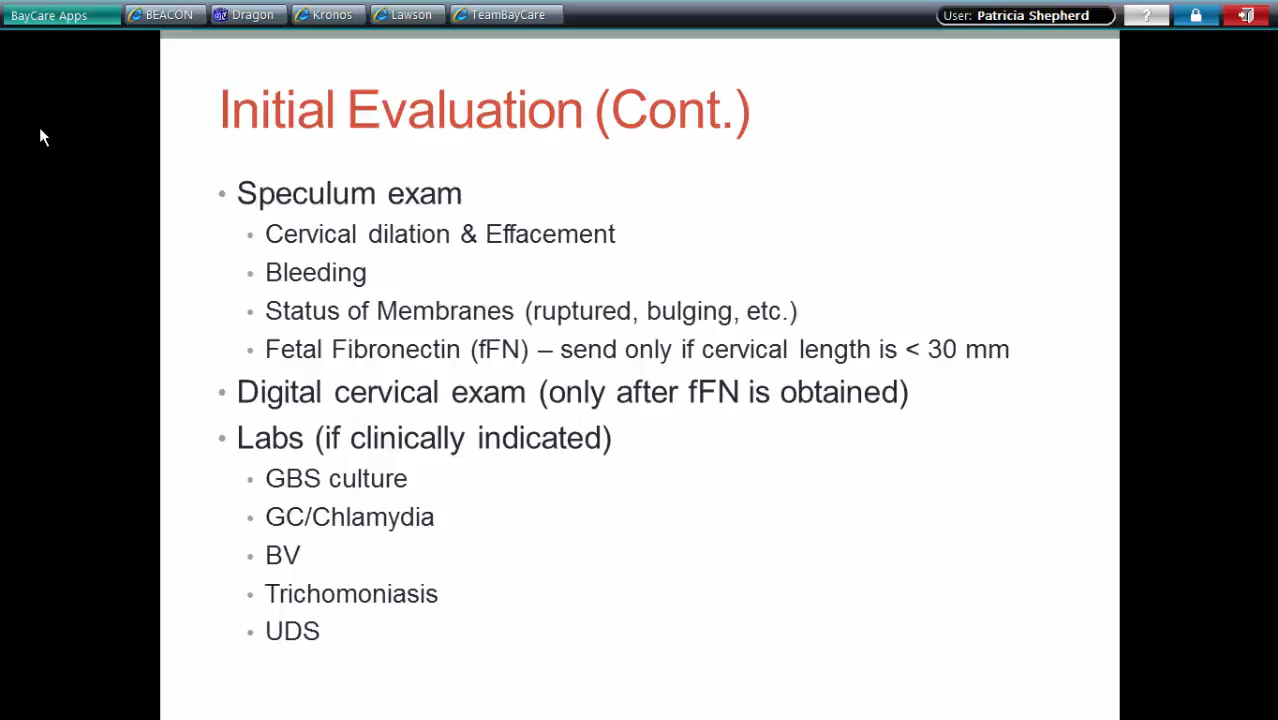 BayCare Apps BEACON Dragon Kronos Lawson TeamBayCare User: Patricia Shepherd ?
Initial Evaluation (Cont.)
• Speculum exam
• Cervical dilation & Effacement
• Bleeding
• Status of Membranes (ruptured, bulging, etc.)
• Fetal Fibronectin (fFN) – send only if cervical length is < 30 mm
• Digital cervical exam (only after fFN is obtained)
• Labs (if clinically indicated)
• GBS culture
• GC/Chlamydia
• BV
• Trichomoniasis
• UDS